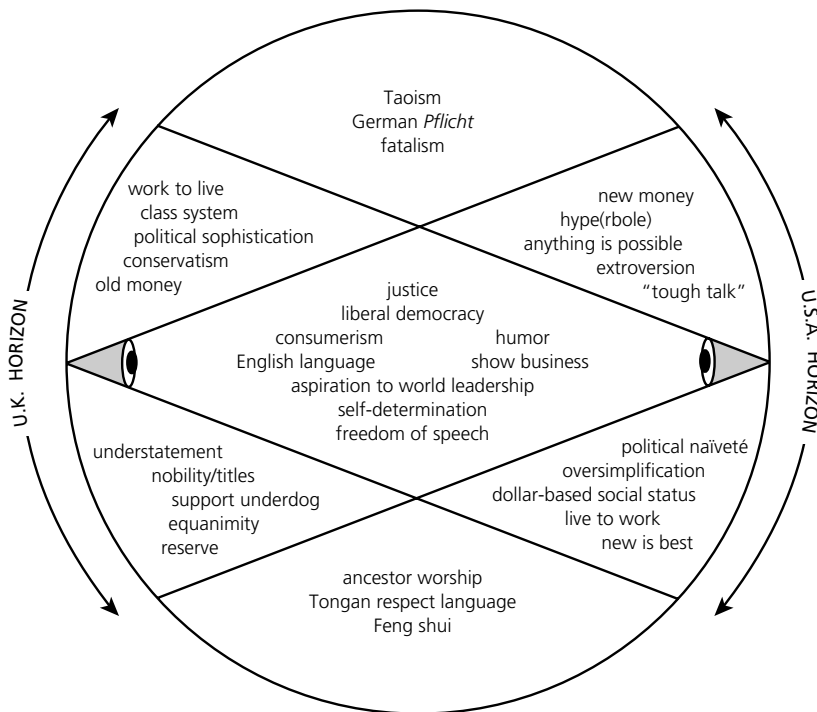 Taoism
German Pflicht
fatalism
work to live
class system
political sophistication
conservatism
old money
new money
hype(rbole)
anything is possible
extroversion
“tough talk”
U.K. HORIZON
justice
liberal democracy
consumerism humor
English language show business
aspiration to world leadership
self-determination
freedom of speech
U.S.A. HORIZON
understatement
nobility/titles
support underdog
equanimity
reserve
political naïveté
oversimplification
dollar-based social status
live to work
new is best
ancestor worship
Tongan respect language
Feng shui